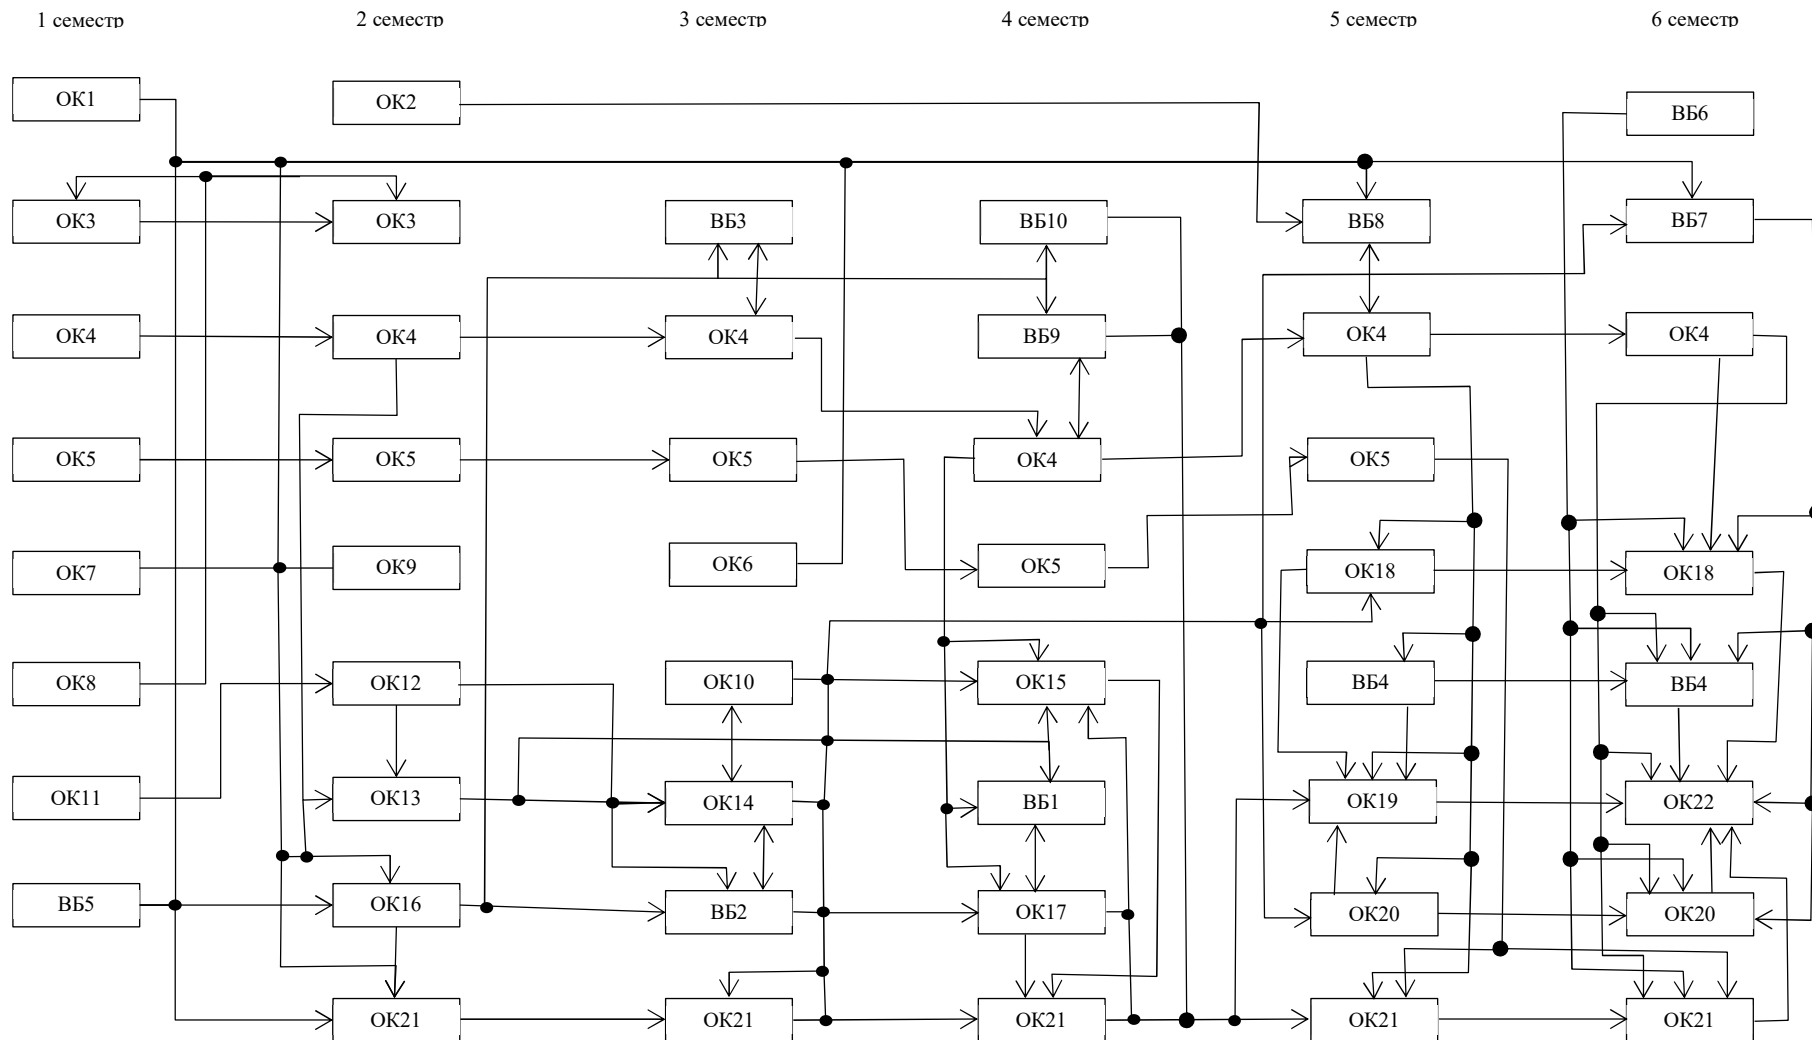 1 семестр 2 семестр 3 семестр 4 семестр 5 семестр 6 семестр
ОК1 ОК2 ВБ6
ОК3 ОК3 ВБ3 ВБ10 ВБ8 ВБ7
ОК4 ОК4 ОК4 ВБ9 ОК4 ОК4
ОК5 ОК5 ОК5 ОК4 ОК5
ОК7 ОК9 ОК6 ОК5 ОК18 ОК18
ОК8 ОК12 ОК10 ОК15 ВБ4 ВБ4
ОК11 ОК13 ОК14 ВБ1 ОК19 ОК22
ВБ5 ОК16 ВБ2 ОК17 ОК20 ОК20
ОК21 ОК21 ОК21 ОК21 ОК21